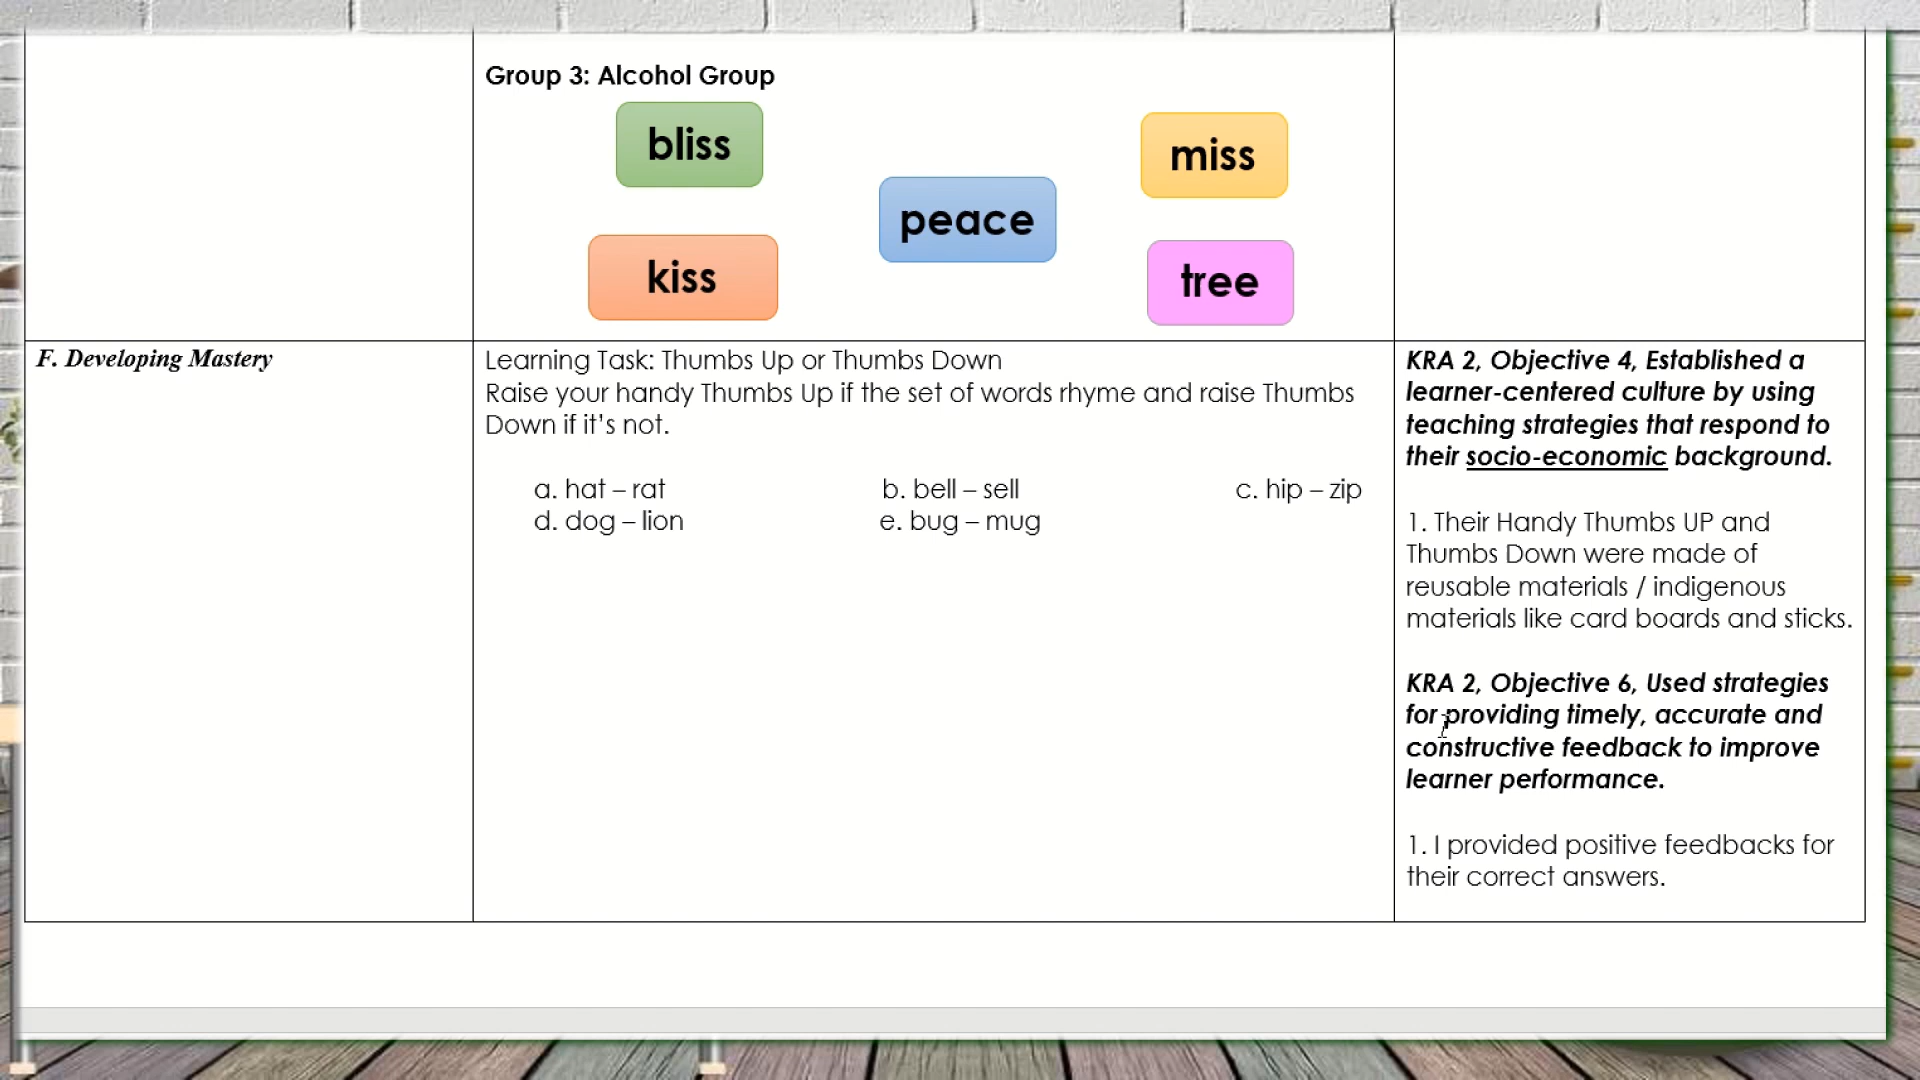 Group 3: Alcohol Group
bliss
miss
peace
kiss
tree
F. Developing Mastery
Learning Task: Thumbs Up or Thumbs Down
Raise your handy Thumbs Up if the set of words rhyme and raise Thumbs
Down if it’s not.
a. hat – rat b. bell – sell c. hip – zip
d. dog – lion e. bug – mug
KRA 2, Objective 4, Established a
learner-centered culture by using
teaching strategies that respond to
their socio-economic background.
1. Their Handy Thumbs UP and
Thumbs Down were made of
reusable materials / indigenous
materials like card boards and sticks.
KRA 2, Objective 6, Used strategies
for providing timely, accurate and
constructive feedback to improve
learner performance.
1. I provided positive feedbacks for
their correct answers.